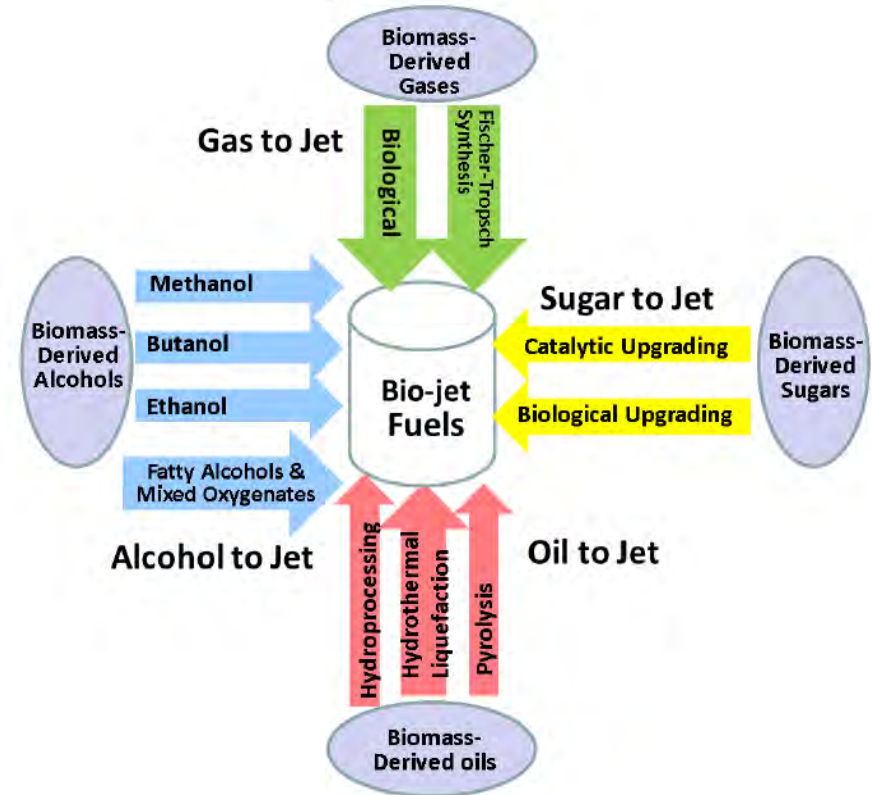 Biomass-
Derived
Gases
Gas to Jet
Biological
Fischer-Tropsch
Synthesis
Biomass-
Derived
Alcohols
Methanol
Butanol
Ethanol
Fatty Alcohols &
Mixed Oxygenates
Alcohol to Jet
Bio-jet
Fuels
Sugar to Jet
Catalytic Upgrading
Biological Upgrading
Biomass-
Derived
Sugars
Oil to Jet
Hydroprocessing
Hydrothermal
Liquefaction
Pyrolysis
Biomass-
Derived oils